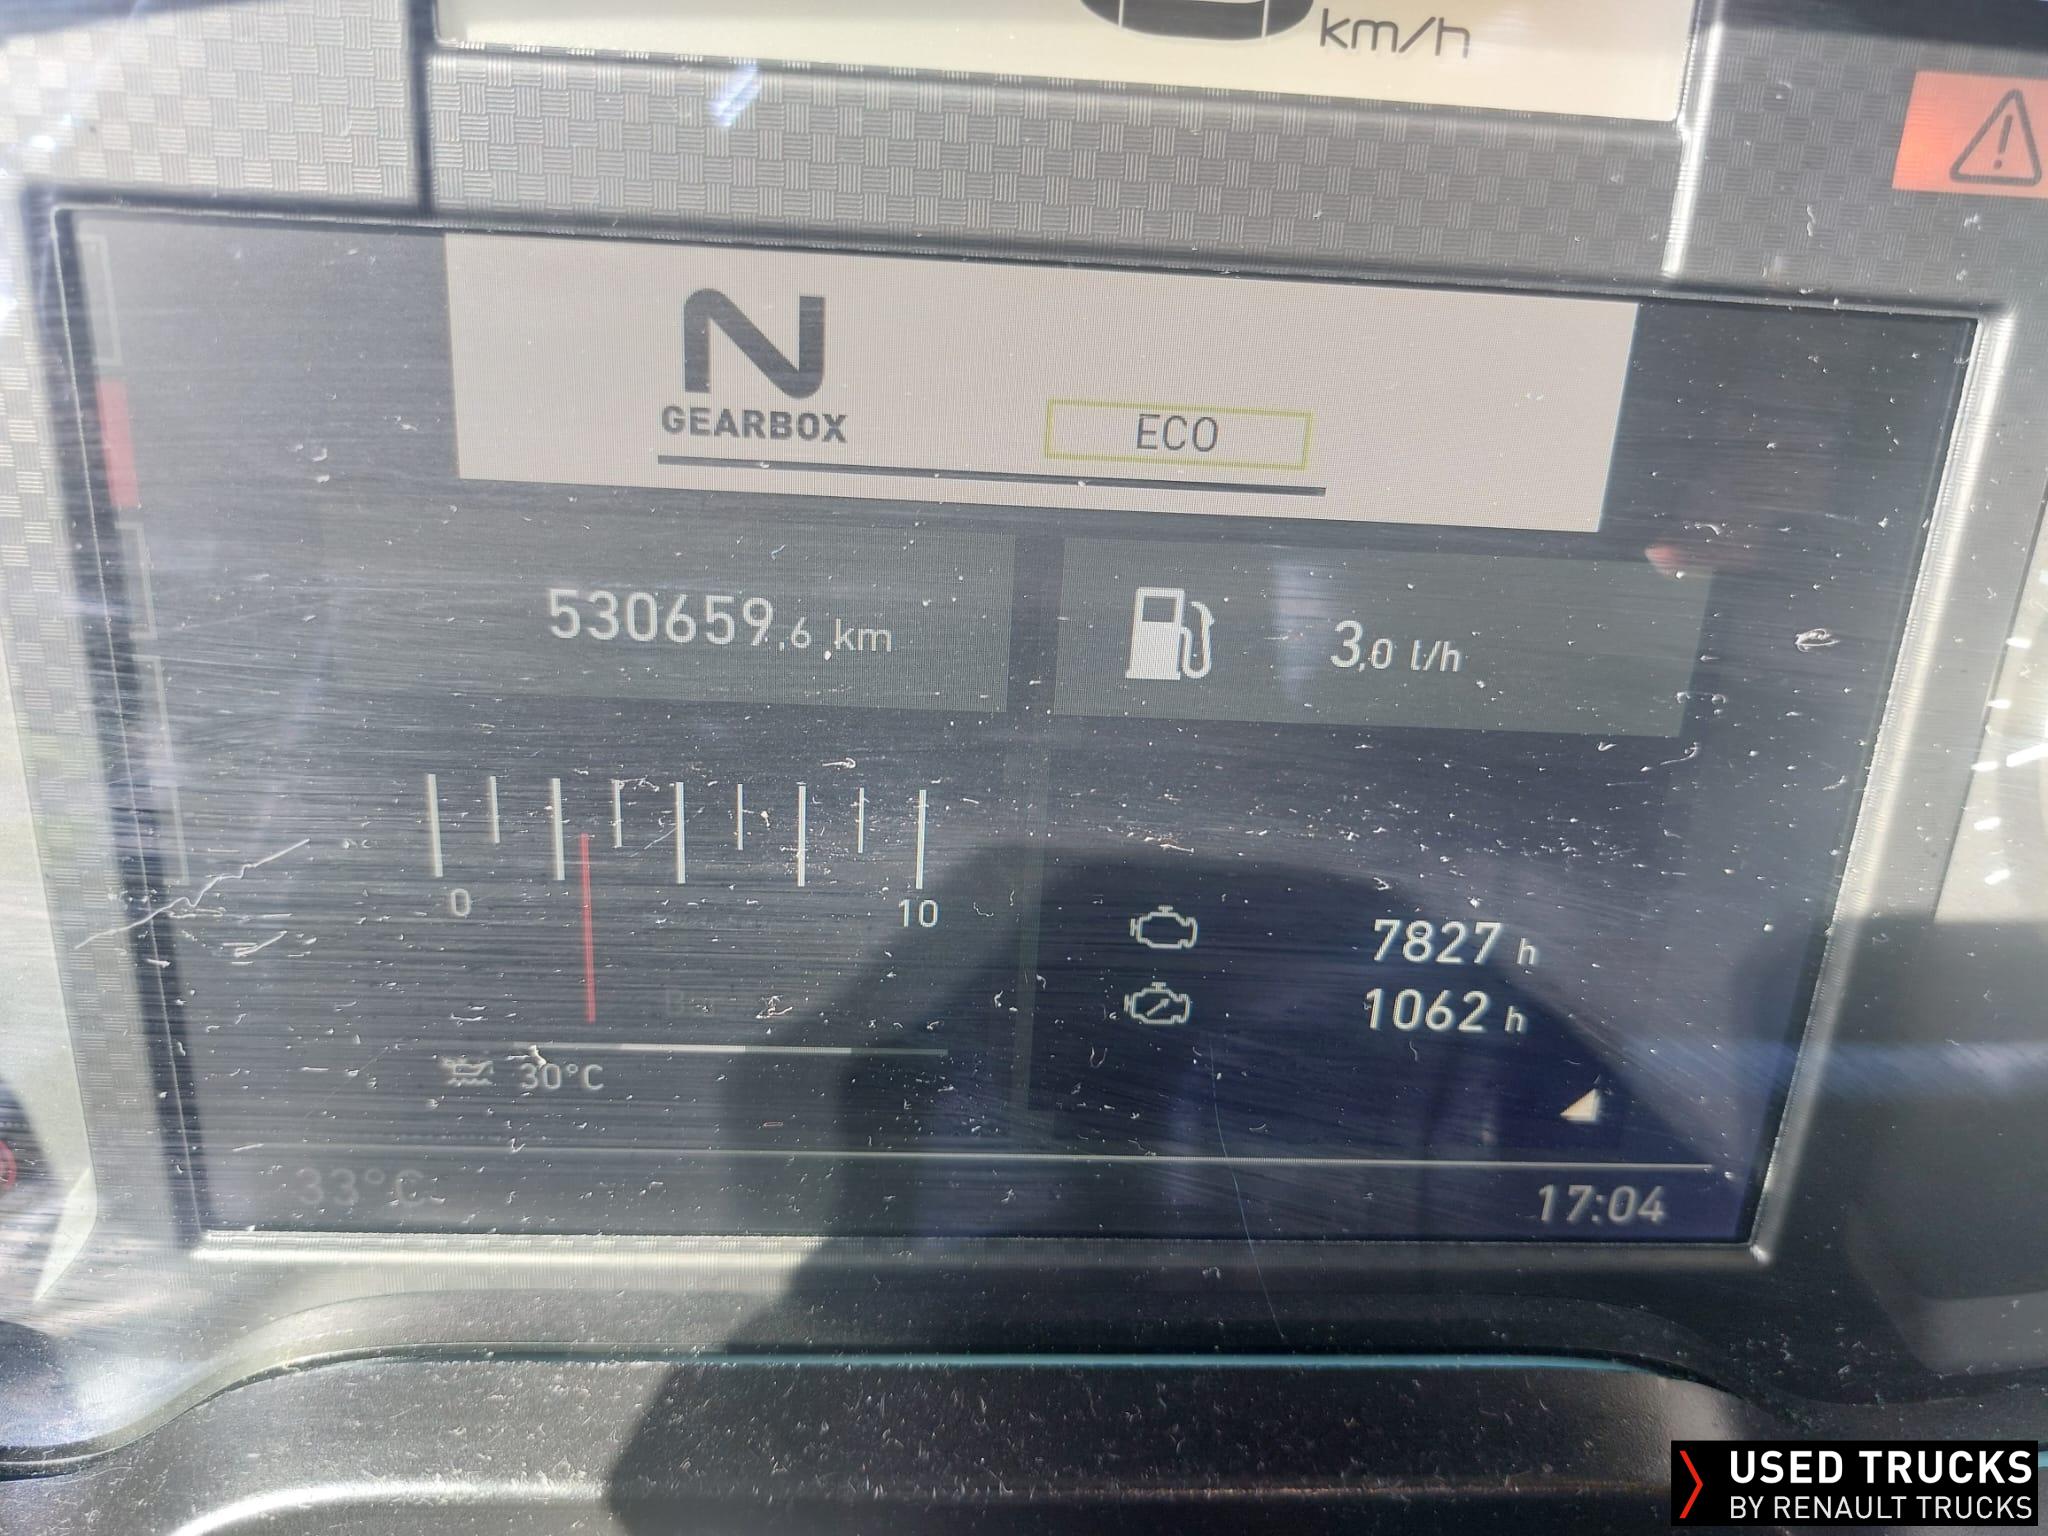 km/h
N
GEARBOX
ECO
530659,6 km
3,0 l/h
0
10
7827 h
1062 h
30°C
33°C
17:04
USED TRUCKS
BY RENAULT TRUCKS